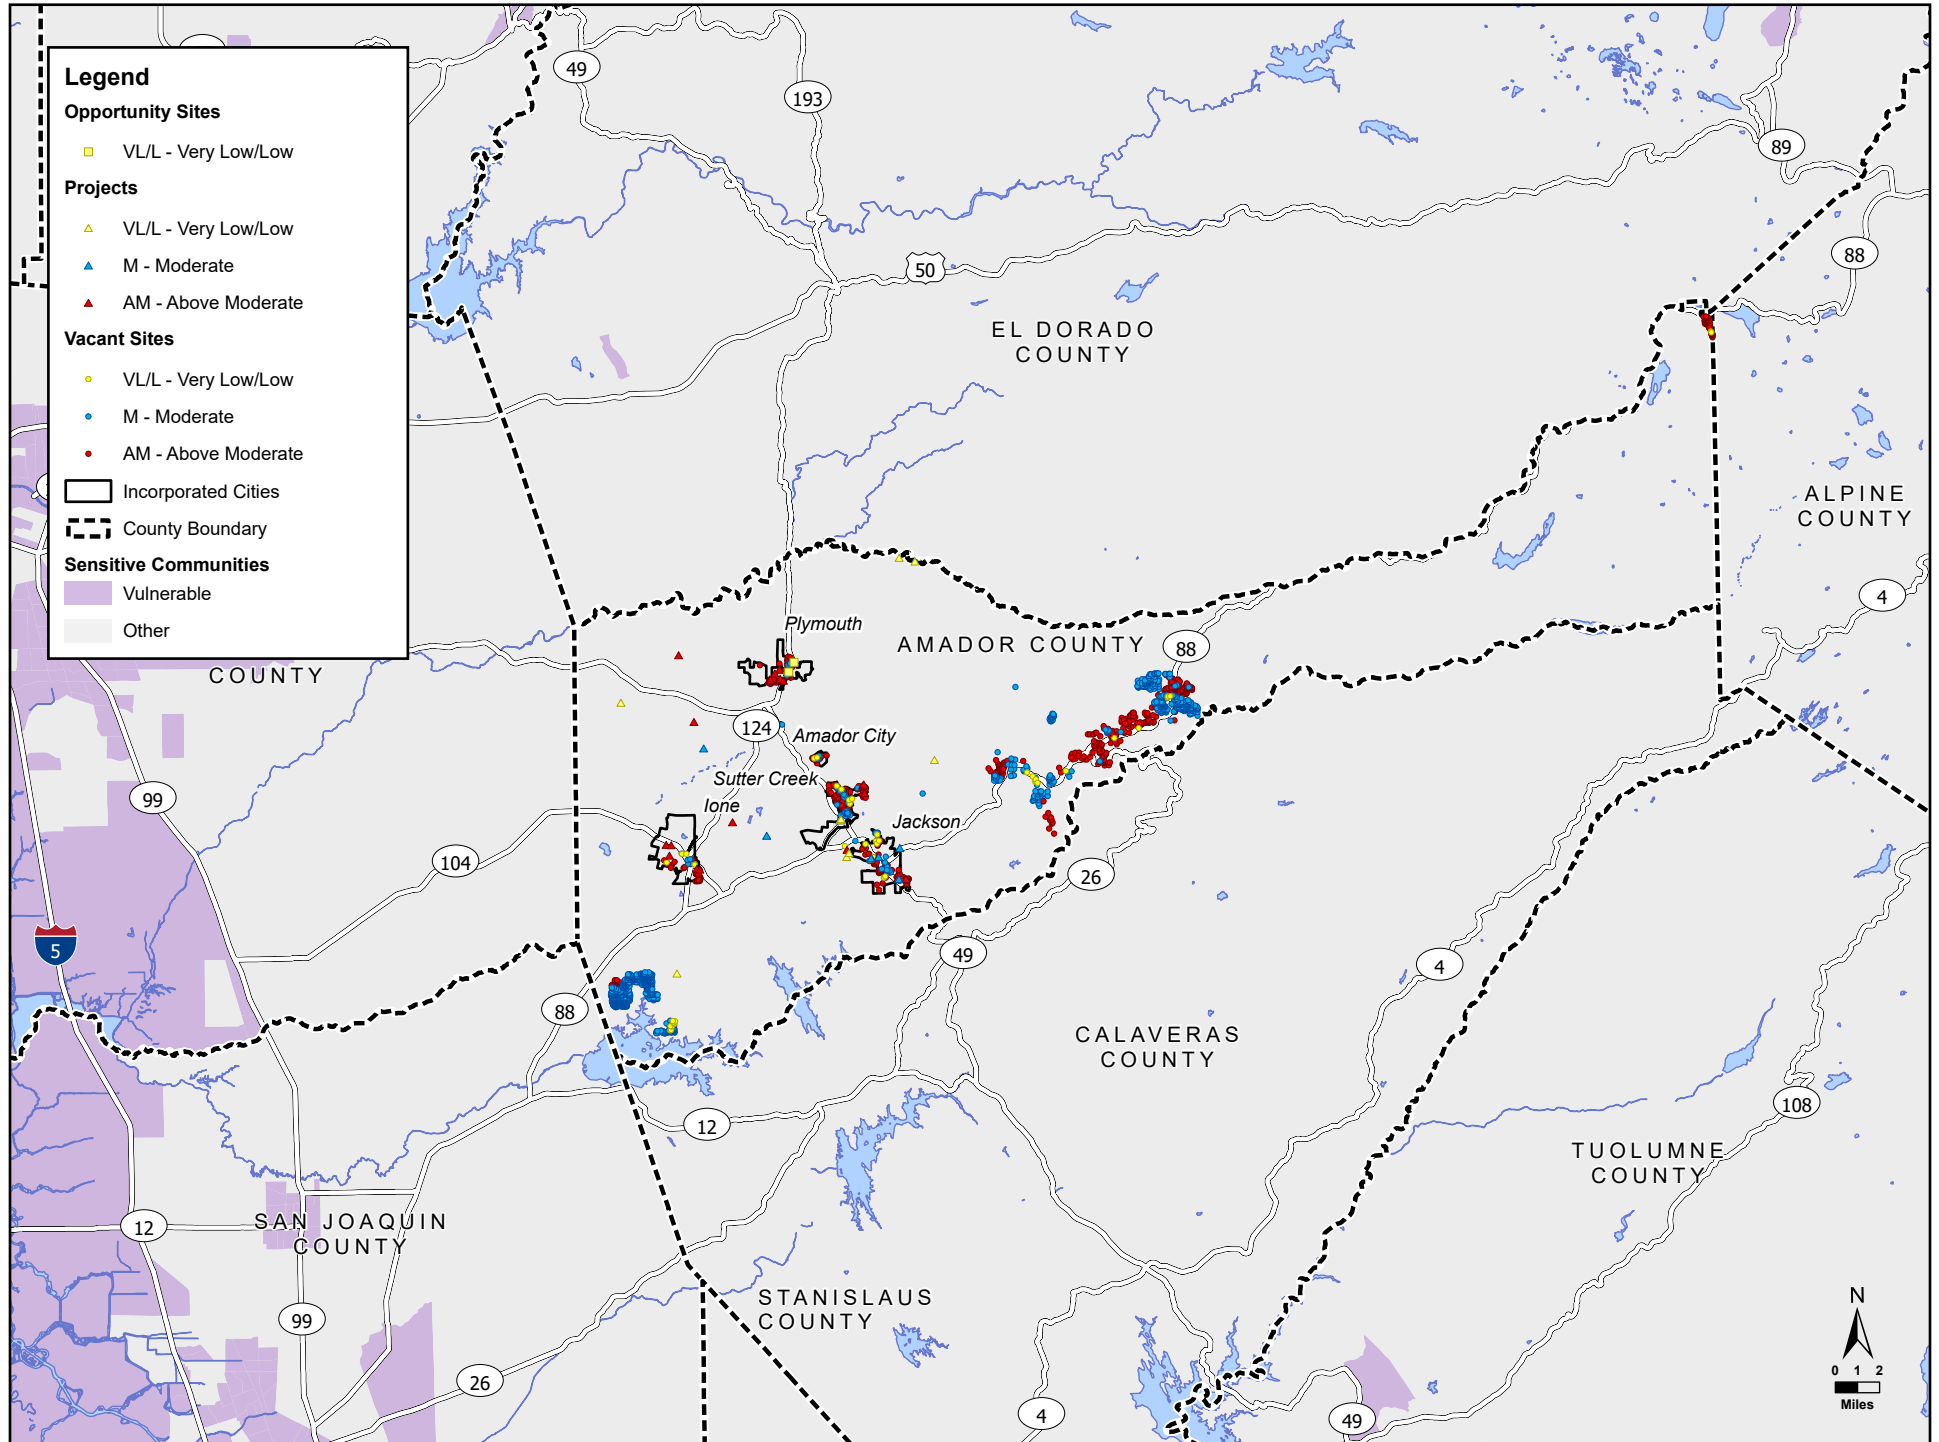 Legend
Opportunity Sites
VL/L - Very Low/Low
Projects
VL/L - Very Low/Low
M - Moderate
AM - Above Moderate
Vacant Sites
VL/L - Very Low/Low
M - Moderate
AM - Above Moderate
Incorporated Cities
County Boundary
Sensitive Communities
Vulnerable
Other
49
193
89
88
50
EL DORADO
COUNTY
ALPINE
COUNTY
4
Plymouth
AMADOR COUNTY
88
COUNTY
124
Amador City
Sutter Creek
Ione
Jackson
99
104
26
5
49
4
88
CALAVERAS
COUNTY
12
108
TUOLUMNE
COUNTY
12
SAN JOAQUIN
COUNTY
STANISLAUS
COUNTY
99
26
4
49
N
0 1 2
Miles